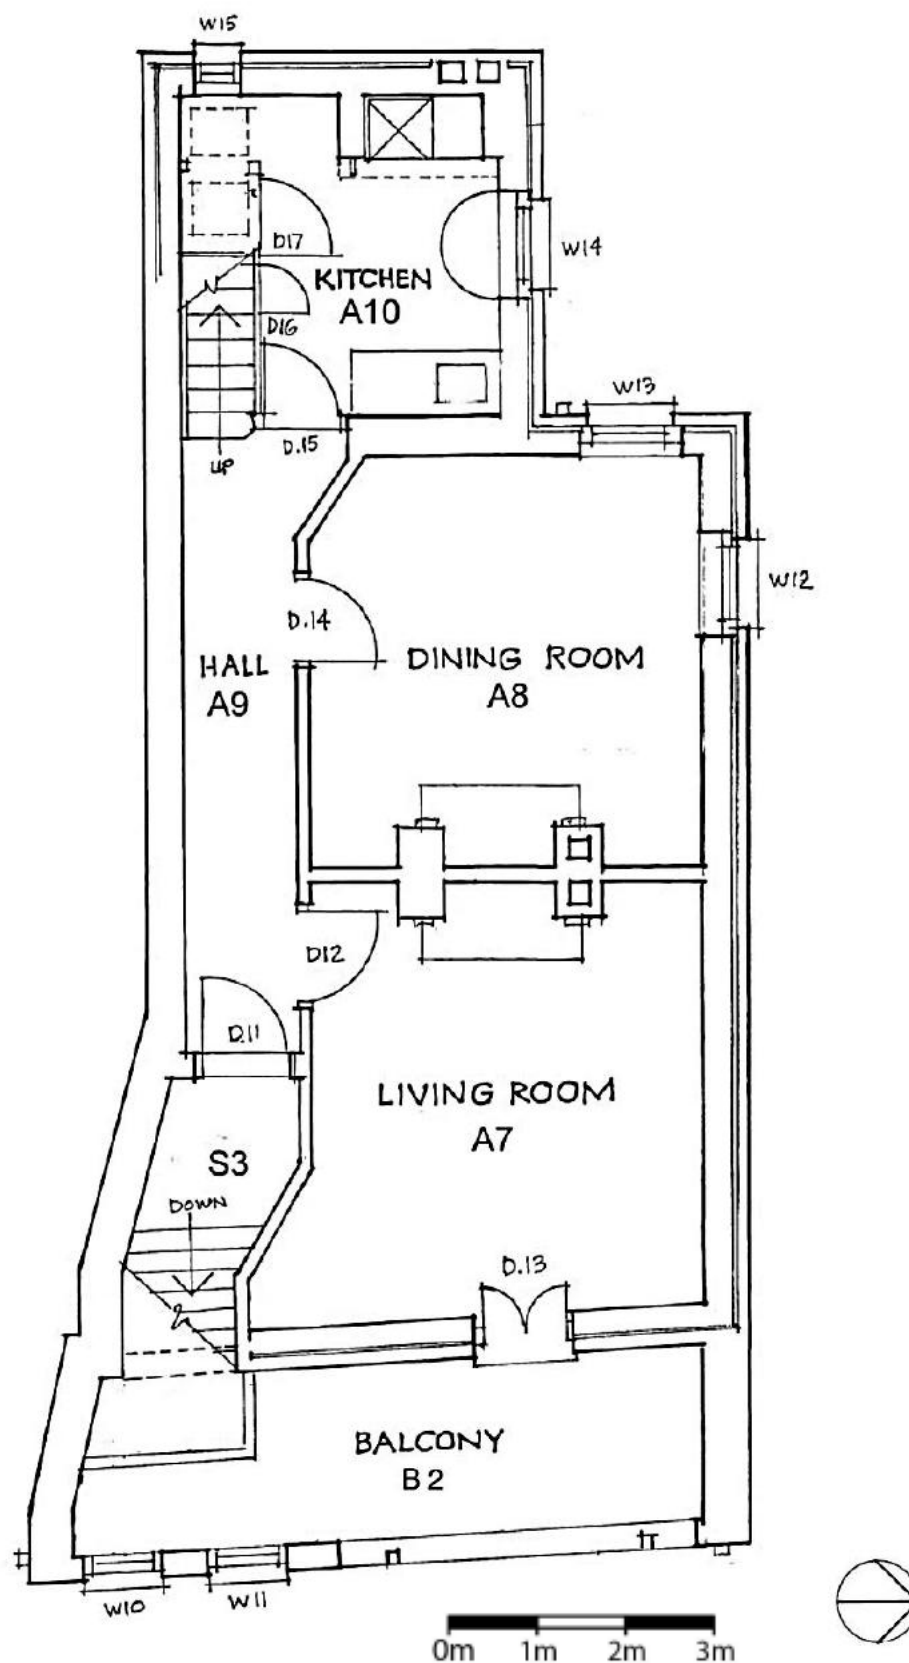 W15
D17
KITCHEN
A10
W14
D16
D.15
W13
UP
D.14
W12
HALL
A9
DINING ROOM
A8
D12
D.11
LIVING ROOM
A7
S3
DOWN
D.13
BALCONY
B2
W10
W11
0m 1m 2m 3m